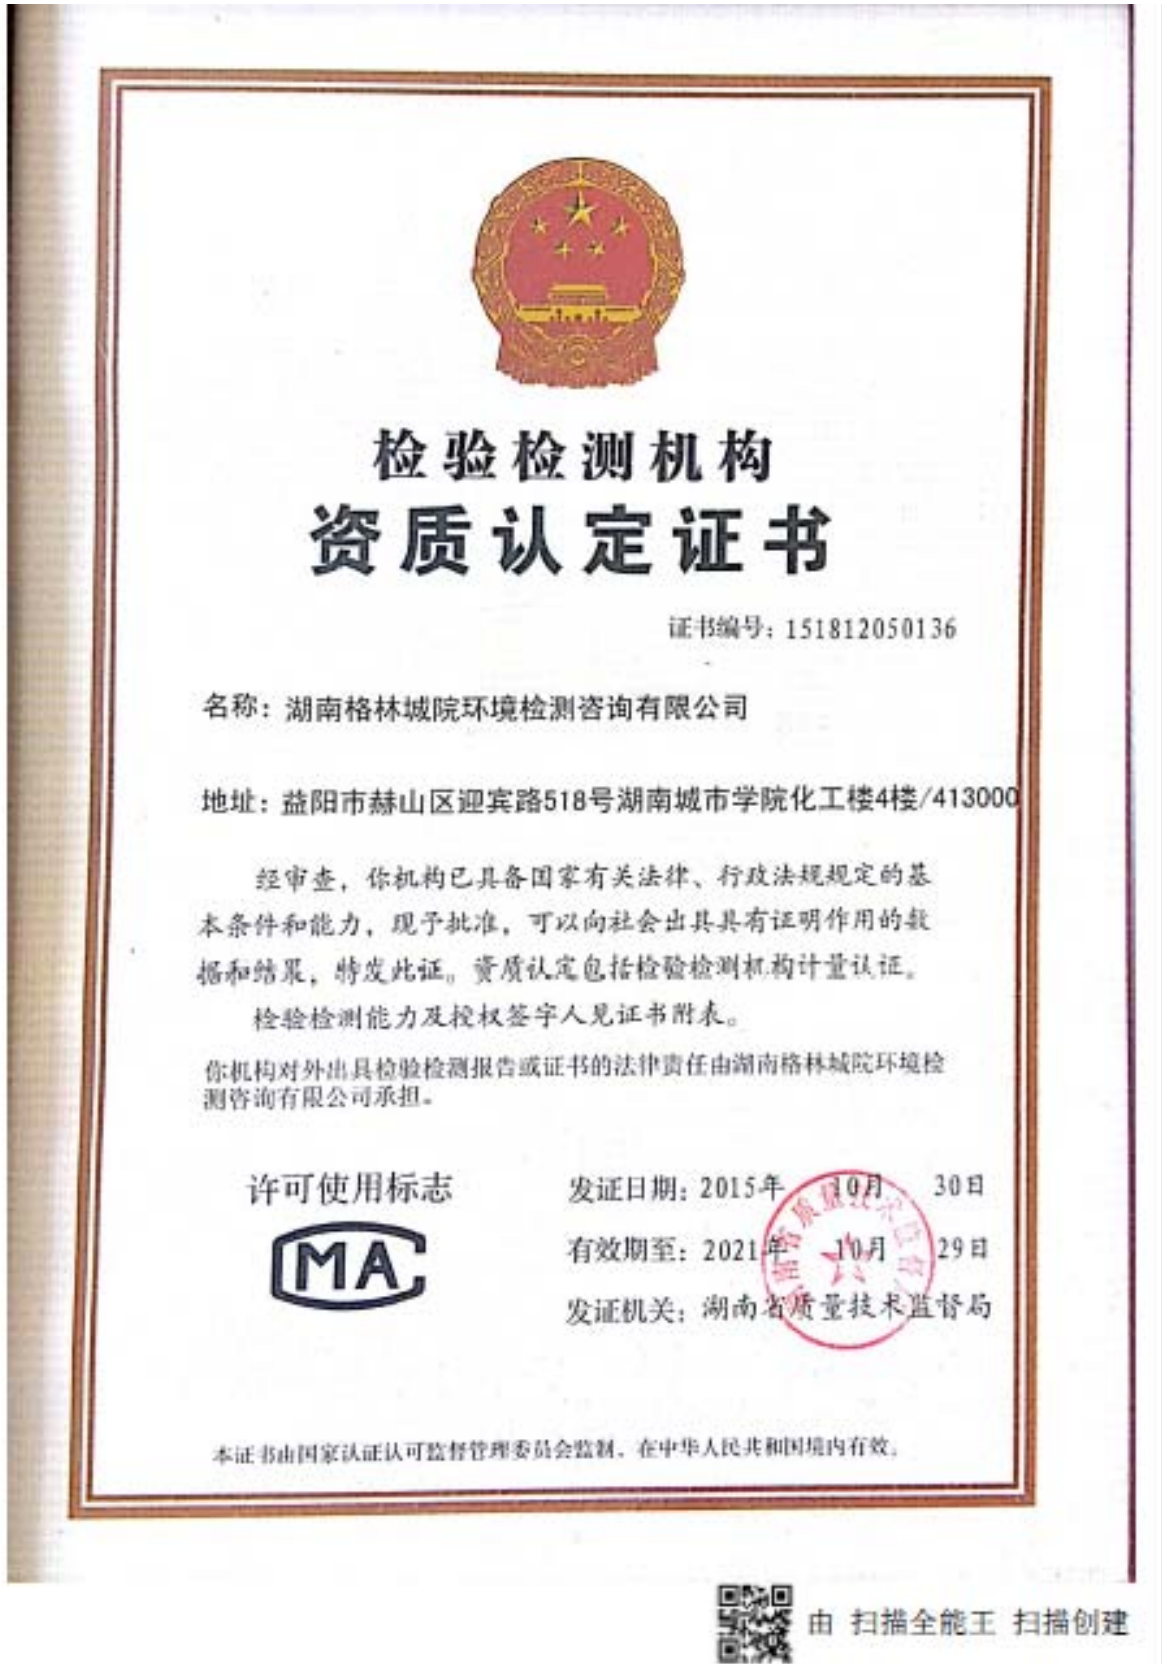 检验检测机构
资质认定证书
证书编号：151812050136
名称：湖南格林城院环境检测咨询有限公司
地址：益阳市赫山区迎宾路518号湖南城市学院化工楼4楼/413000
经审查，你机构已具备国家有关法律、行政法规规定的基
本条件和能力，现予批准，可以向社会出具具有证明作用的数
据和结果，特发此证。资质认定包括检验检测机构计量认证。
检验检测能力及授权签字人见证书附表。
你机构对外出具检验检测报告或证书的法律责任由湖南格林城院环境检
测咨询有限公司承担。
许可使用标志
MA
发证日期：2015年 10月 30日
有效期至：2021年 10月 29日
发证机关：湖南省质量技术监督局
本证书由国家认证认可监督管理委员会监制，在中华人民共和国境内有效。
由 扫描全能王 扫描创建